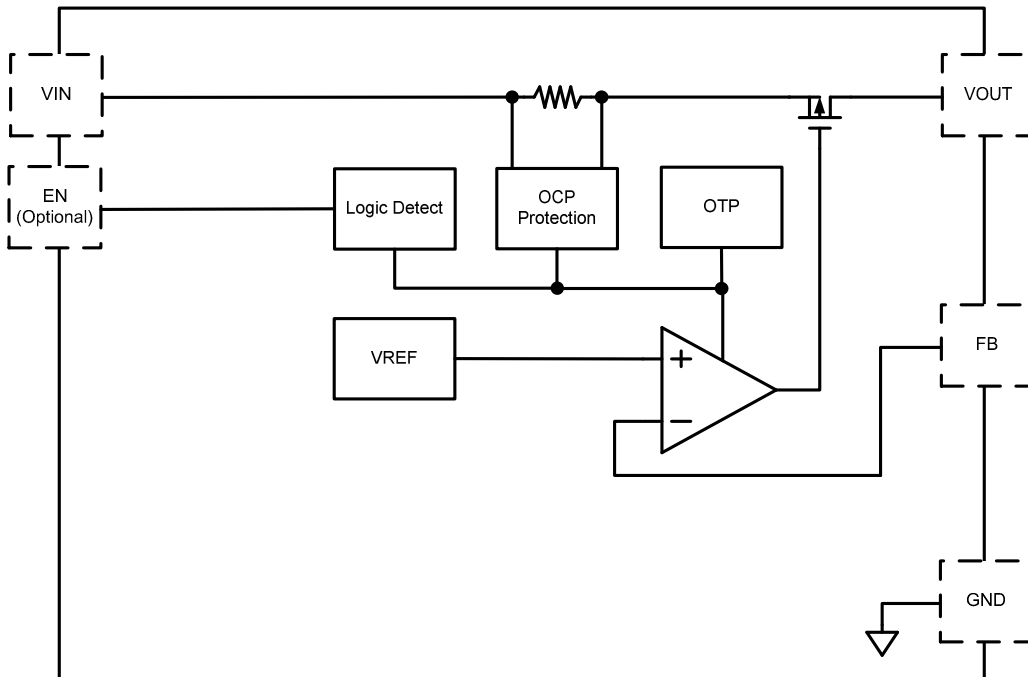 VIN
VOUT
EN
(Optional)
Logic Detect
OCP
Protection
OTP
VREF
+
−
FB
GND